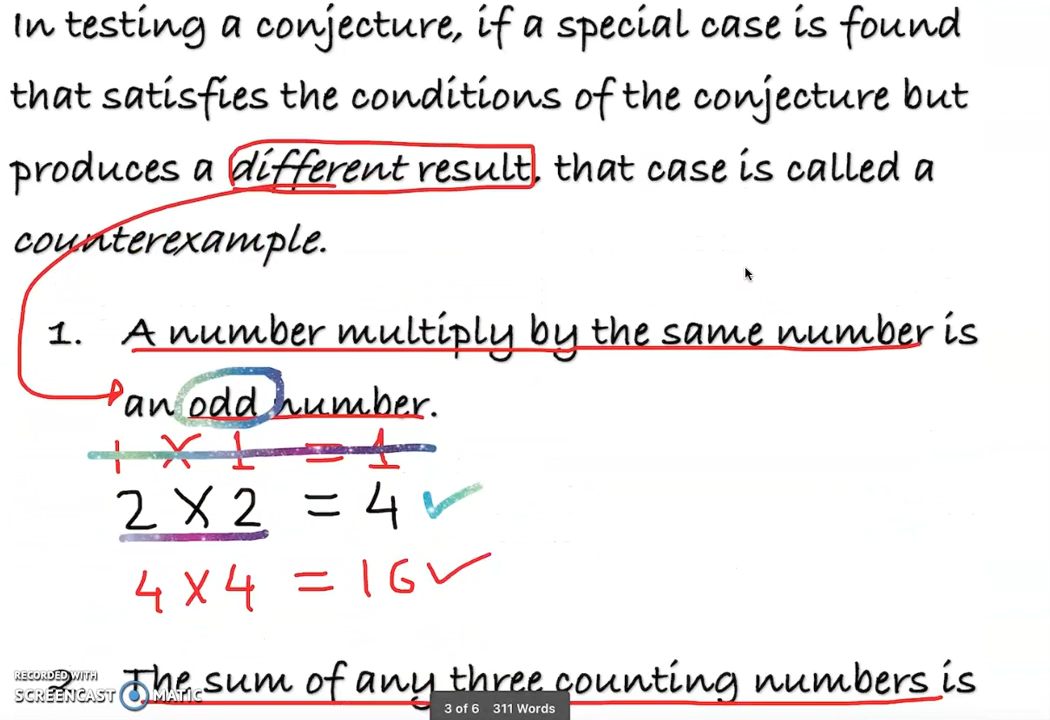 In testing a conjecture, if a special case is found
that satisfies the conditions of the conjecture but
produces a different result, that case is called a
counterexample.
1. A number multiply by the same number is
an odd number.
1 X 1 = 1
2 X 2 = 4 ✓
4 X 4 = 16 ✓
The sum of any three counting numbers is
RECORDED WITH
SCREENCAST MATIC
3 of 6 311 Words